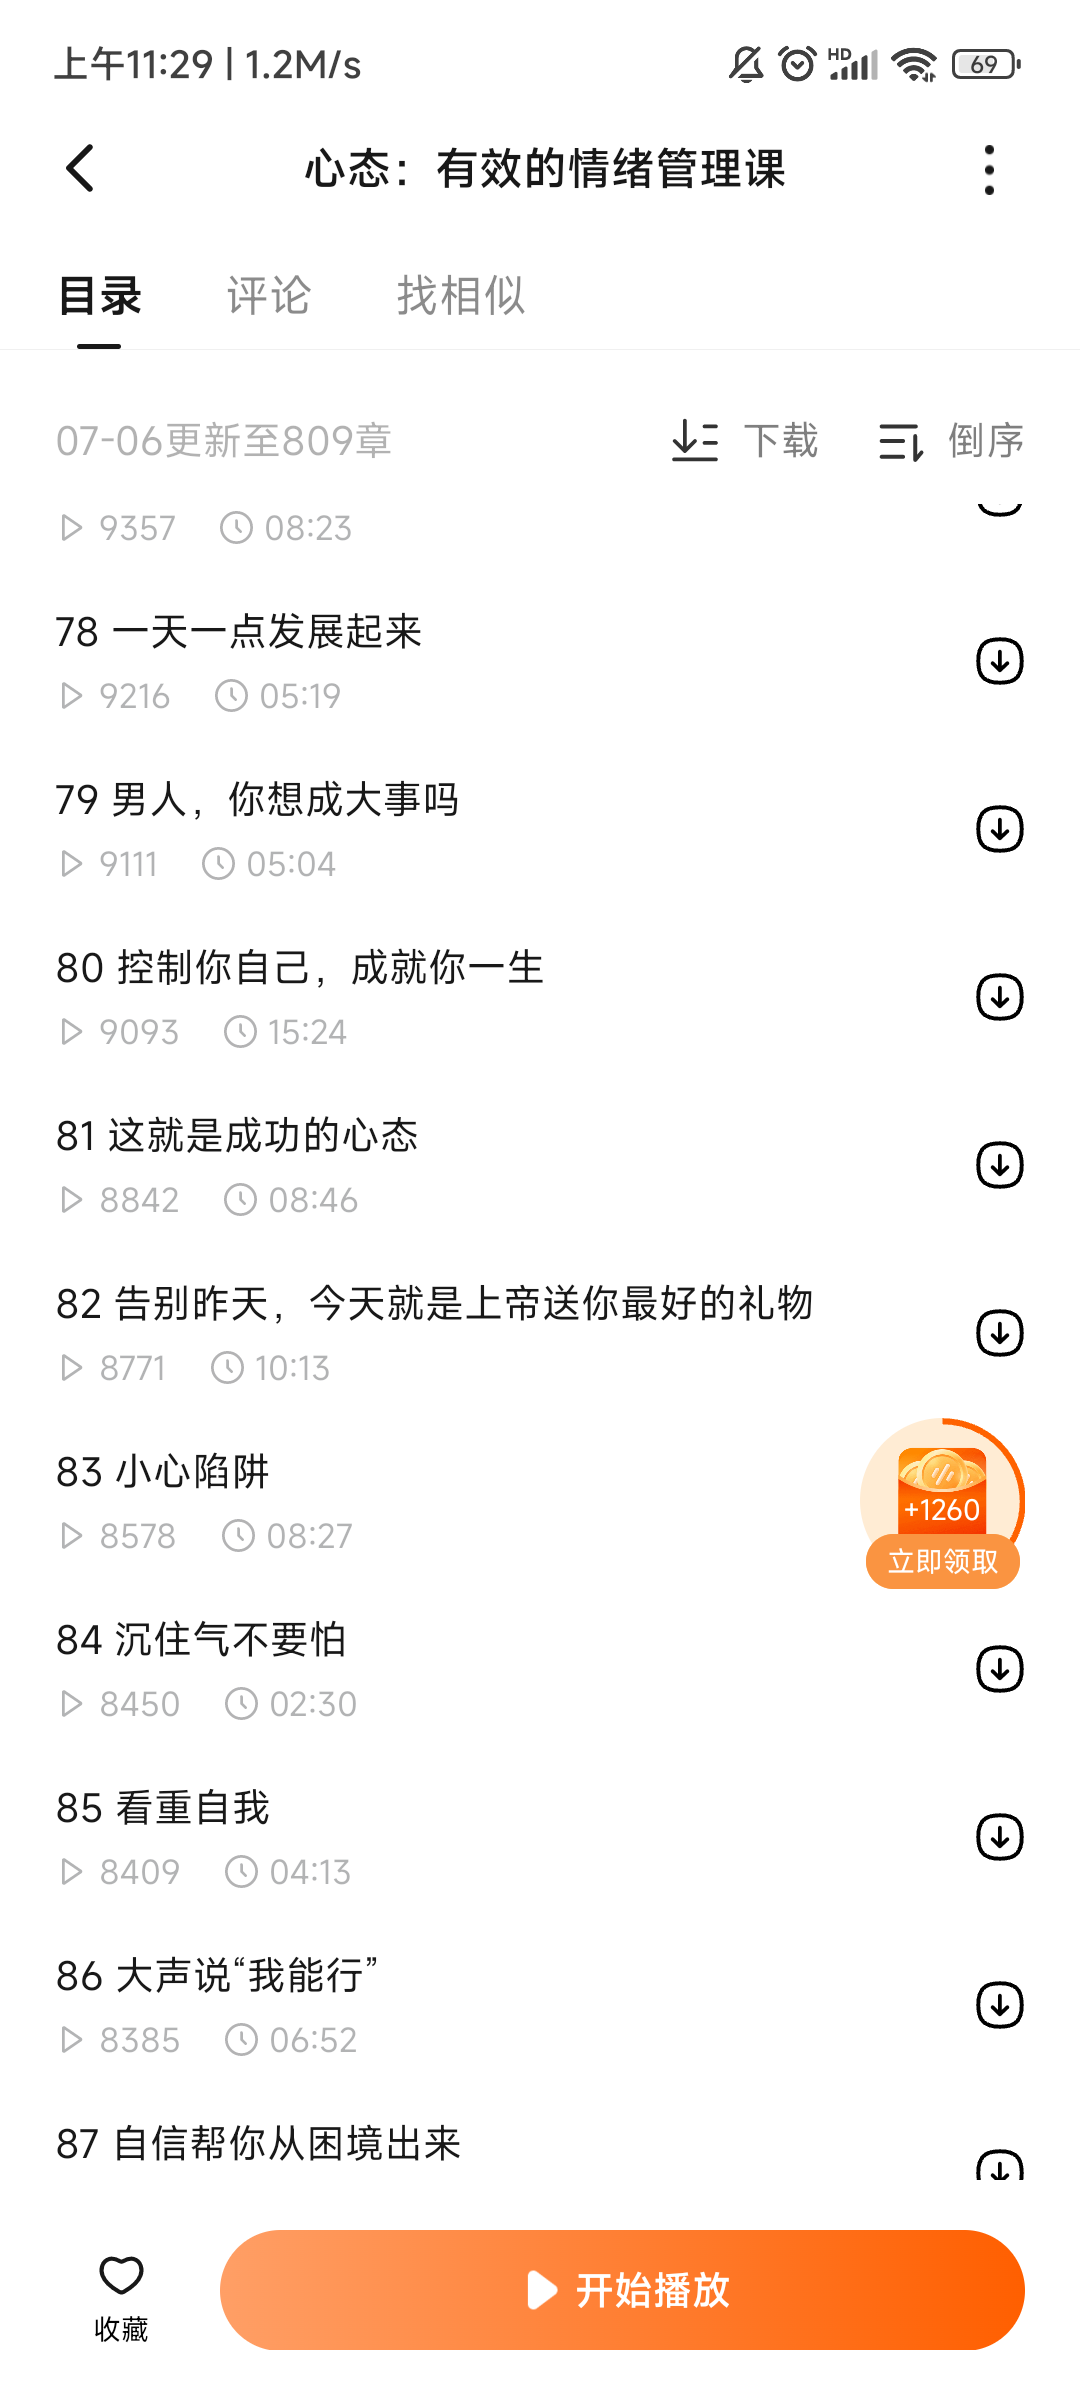 上午11:29 | 1.2M/s
HD
69
心态：有效的情绪管理课
目录 评论 找相似
07-06更新至809章 下载 倒序
9357 08:23
78 一天一点发展起来
9216 05:19
79 男人，你想成大事吗
9111 05:04
80 控制你自己，成就你一生
9093 15:24
81 这就是成功的心态
8842 08:46
82 告别昨天，今天就是上帝送你最好的礼物
8771 10:13
83 小心陷阱
8578 08:27
+1260
立即领取
84 沉住气不要怕
8450 02:30
85 看重自我
8409 04:13
86 大声说“我能行”
8385 06:52
87 自信帮你从困境出来
收藏
开始播放